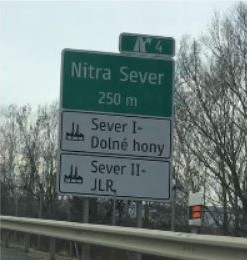 4
Nitra Sever
250 m
Sever I-
Dolné hony
Sever II-
JLR